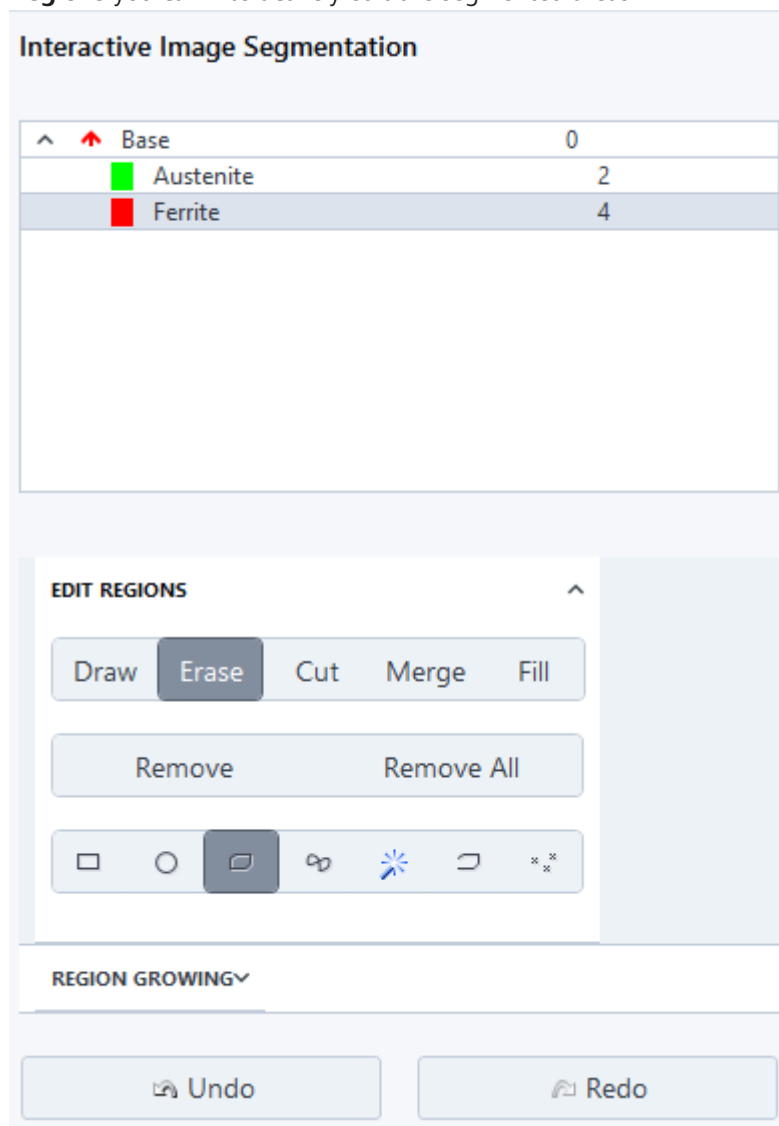 Interactive Image Segmentation
Base 0
Austenite 2
Ferrite 4
EDIT REGIONS
Draw Erase Cut Merge Fill
Remove Remove All
REGION GROWING
Undo Redo